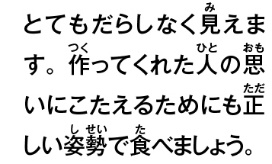 とてもだらしなく見えま
す。作ってくれた人の思
いにこたえるためにも正
しい姿勢で食べましょう。